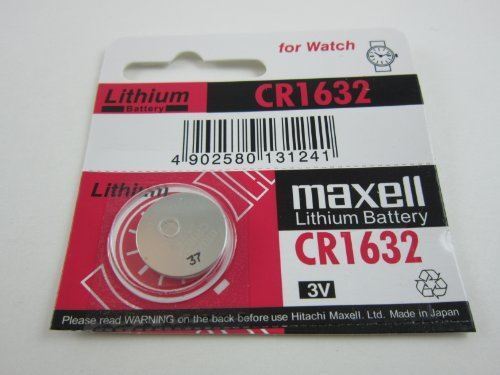 for Watch
Lithium
Battery
CR1632
4 902580 131241
Lithium
maxell
Lithium Battery
CR1632
37
3V
Please read WARNING on the back before use Hitachi Maxell. Ltd. Made in Japan